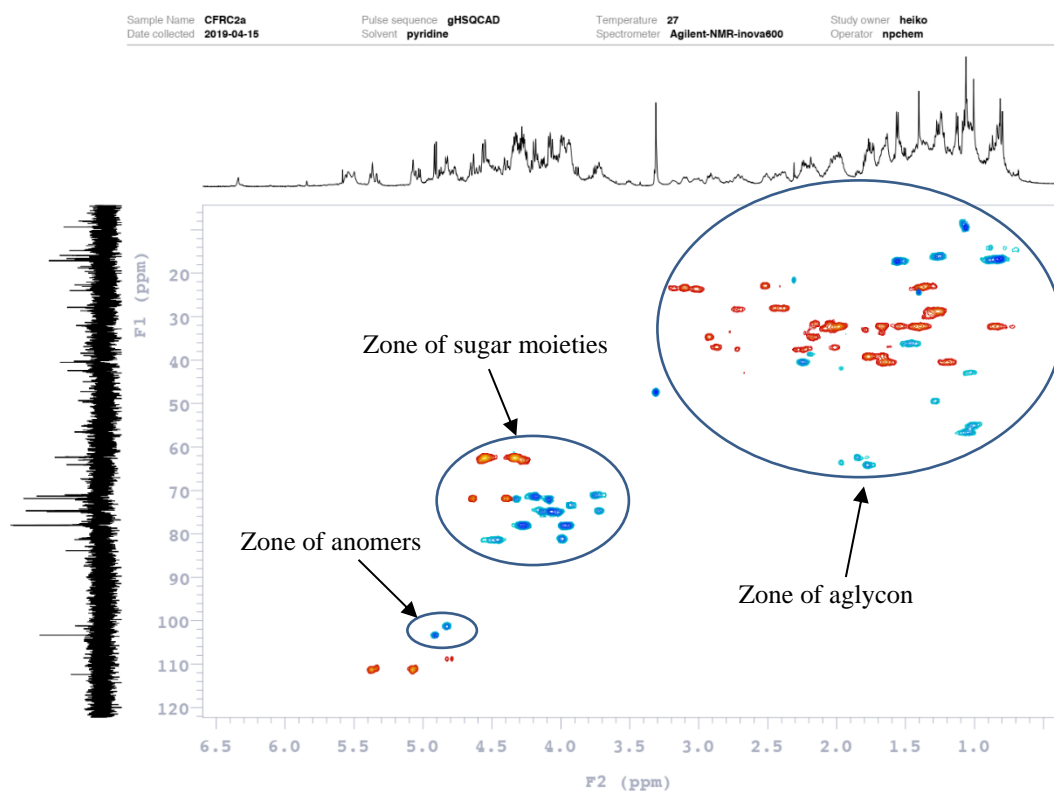 Sample Name CFRC2a Pulse sequence gHSQCAD Temperature 27 Study owner heiko
Date collected 2019-04-15 Solvent pyridine Spectrometer Agilent-NMR-inova600 Operator npchem
F1 (ppm)
20
30
40
50
60
70
80
90
100
110
120
Zone of sugar moieties
Zone of anomers
Zone of aglycon
6.5 6.0 5.5 5.0 4.5 4.0 3.5 3.0 2.5 2.0 1.5 1.0
F2 (ppm)